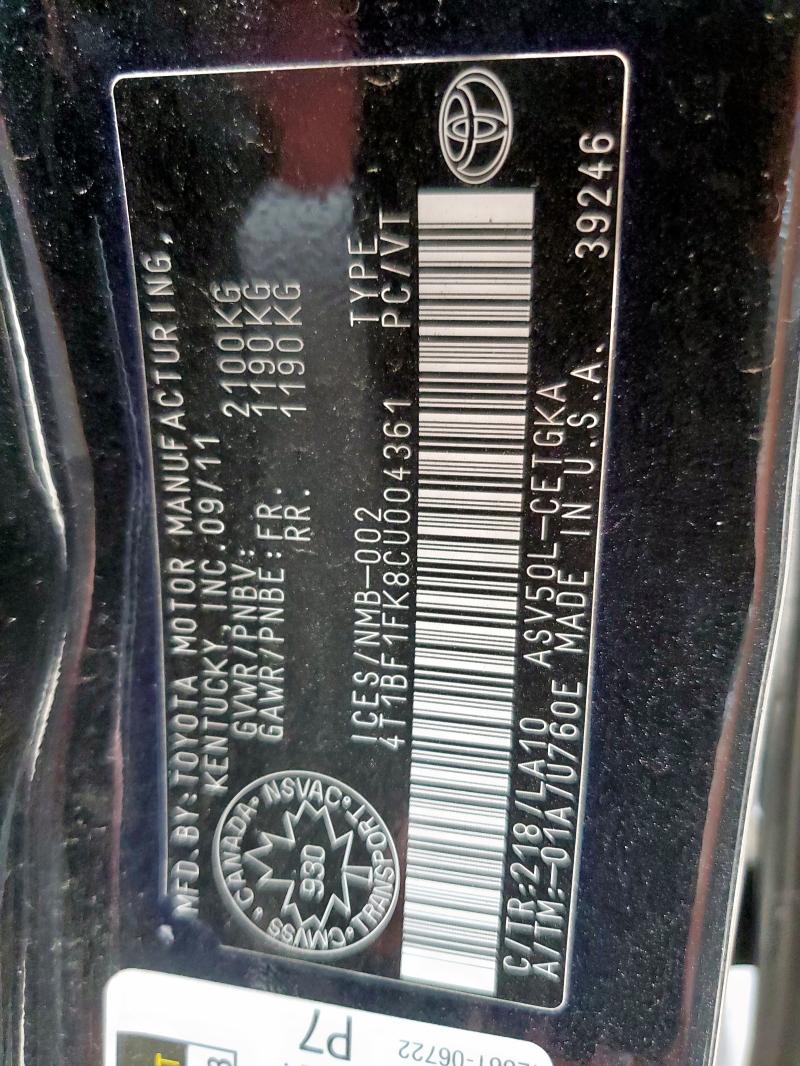 MFD.BY:TOYOTA MOTOR MANUFACTURING,
KENTUCKY, INC.09/11
GVWR/PNBV: 2100KG
GAWR/PNBE:FR. 1190KG
RR. 1190KG
CANADA • NSVAC • TRANSPORT • CMVSS •
930
ICES/NMB-002 TYPE
4T1BF1FK8CU004361 PC/VT
C/TR:218/LA10 ASV50L-CETGKA
A/TM:-01A/U760E MADE IN U.S.A. 39246
P7